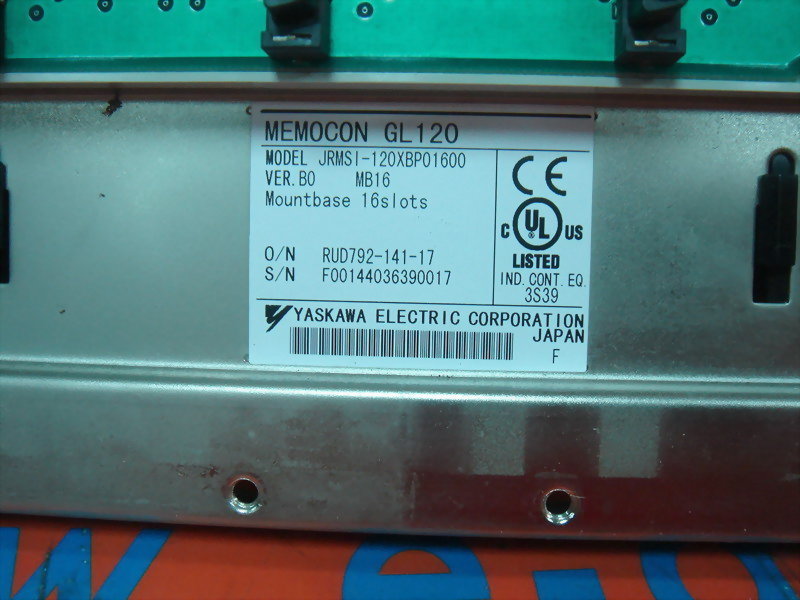 MEMOCON GL120
MODEL JRMSI-120XBP01600
VER.B0 MB16
Mountbase 16slots
O/N RUD792-141-17
S/N F00144036390017
CE
C UL US
LISTED
IND. CONT. EQ.
3S39
YASKAWA ELECTRIC CORPORATION
JAPAN
F